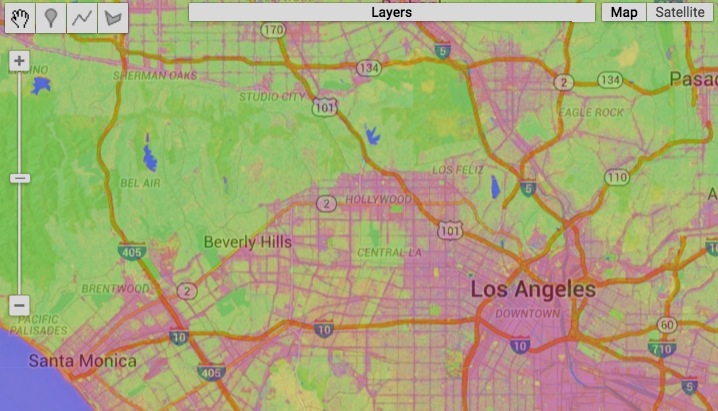 Layers
Map
Satellite
170
5
134
2
134
CINO
SHERMAN OAKS
STUDIO CITY
101
Pasad
EAGLE ROCK
BEL AIR
LOS FELIZ
110
5
2
HOLLYWOOD
101
A
405
Beverly Hills
CENTRAL LA
10
BRENTWOOD
2
Los Angeles
DOWNTOWN
PACIFIC
PALISADES
10
10
60
10
710
Santa Monica
405
5